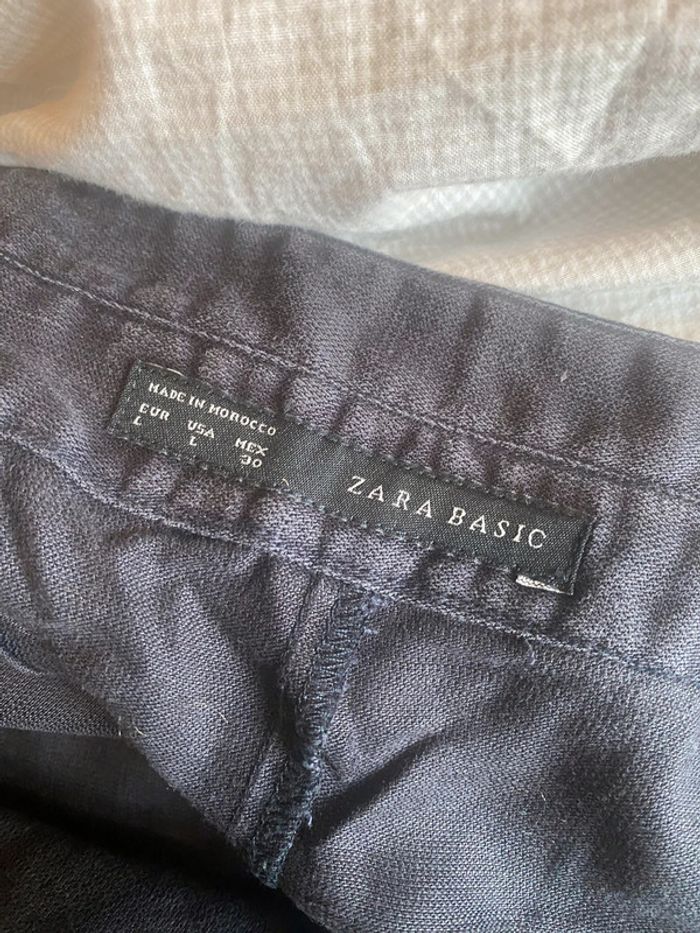 MADE IN MOROCCO
EUR USA MEX
L L 30
ZARA BASIC